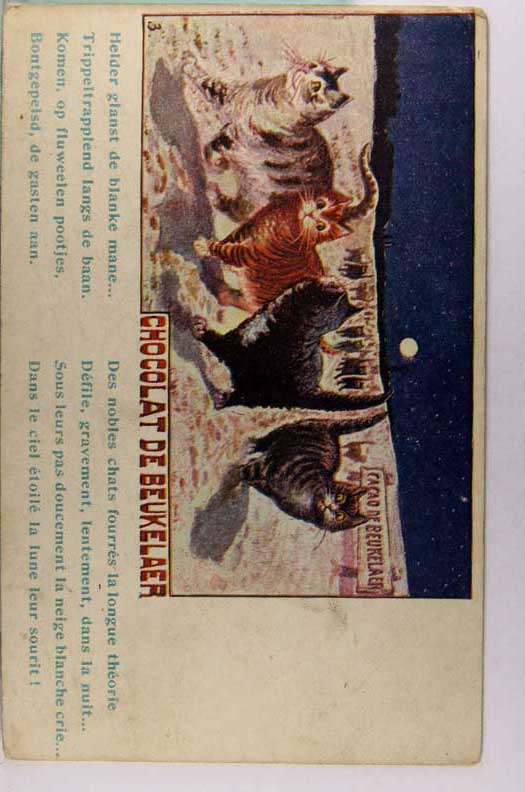 3
CACAO DE BEUKELAER
CHOCOLAT DE BEUKELAER
Helder glanst de blanke mane...
Trippeltrapplend langs de baan.
Komen, op fluweelen pootjes,
Bontgepelsd, de gasten aan.
Des nobles chats fourrés la longue théorie
Défile, gravement, lentement, dans la nuit...
Sous leurs pas doucement la neige blanche crie...
Dans le ciel étoilé la lune leur sourit !